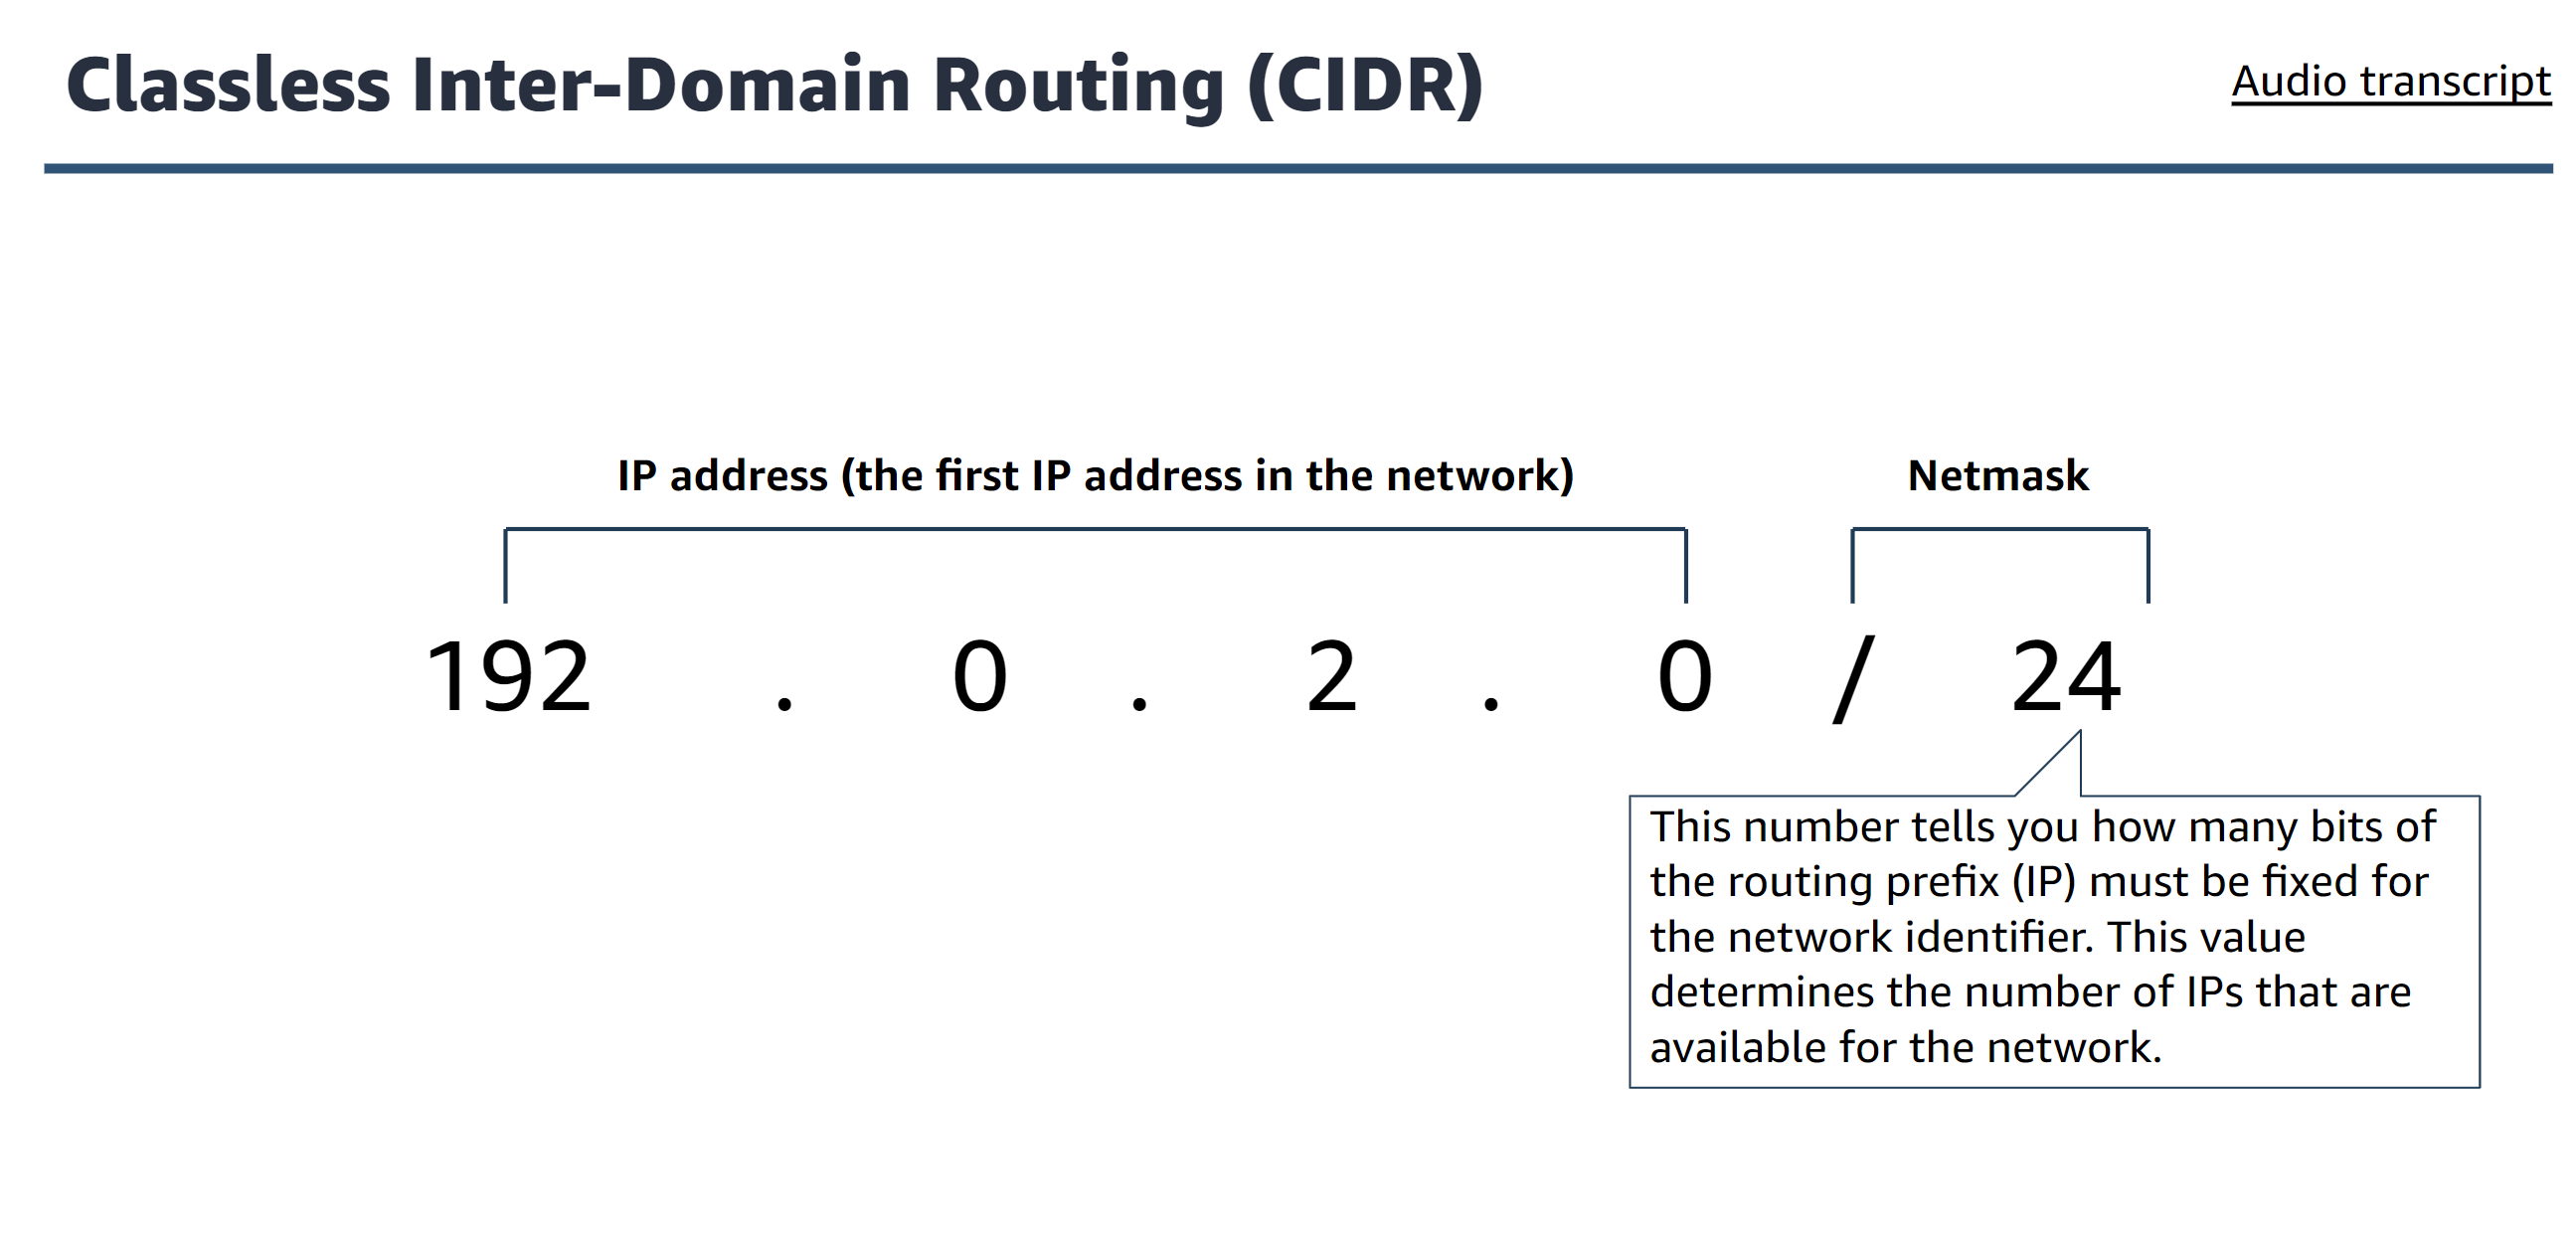 Classless Inter-Domain Routing (CIDR)
Audio transcript
IP address (the first IP address in the network)
Netmask
192 . 0 . 2 . 0 / 24
This number tells you how many bits of
the routing prefix (IP) must be fixed for
the network identifier. This value
determines the number of IPs that are
available for the network.